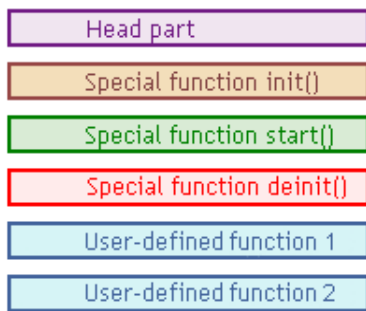 Head part
Special function init()
Special function start()
Special function deinit()
User-defined function 1
User-defined function 2